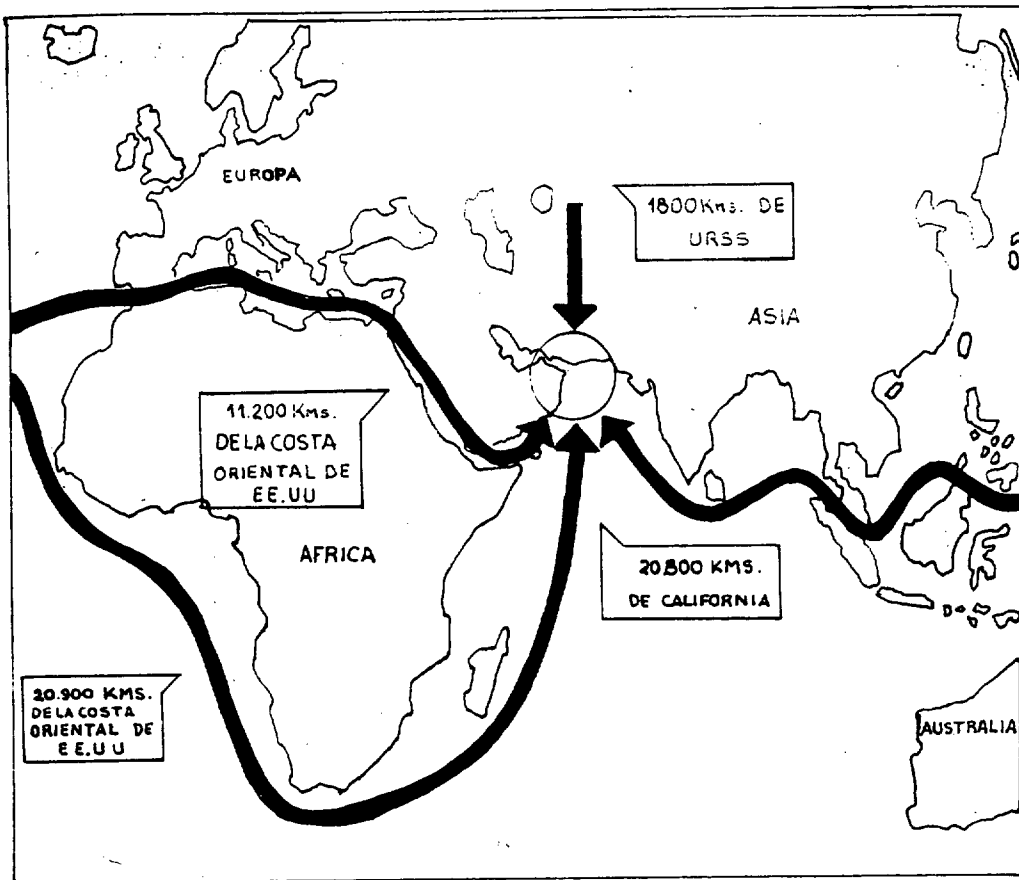 EUROPA
1800 Kms. DE
URSS
ASIA
11.200 Kms.
DE LA COSTA
ORIENTAL DE
EE.UU
AFRICA
20.800 KMS.
DE CALIFORNIA
20.900 KMS.
DE LA COSTA
ORIENTAL DE
EE.UU
AUSTRALIA